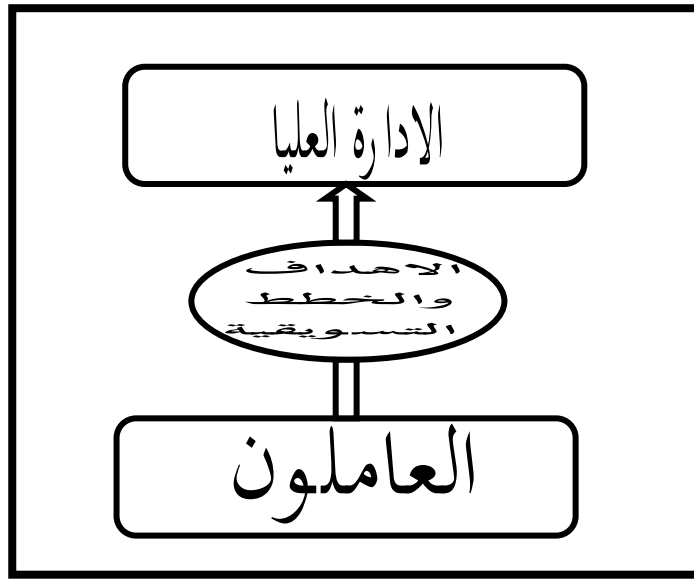 الادارة العليا
الاهداف
والخطط
التسويقية
العاملون